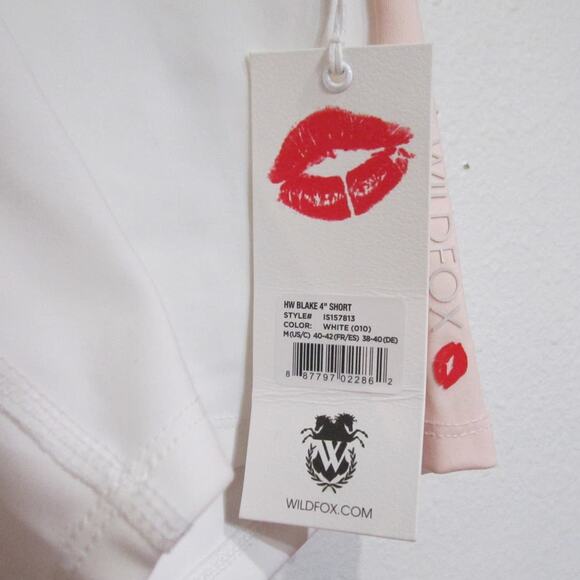 HW BLAKE 4" SHORT
STYLE# IS157813
COLOR: WHITE (010)
M(US/C) 40-42(FR/ES) 38-40(DE)
8 87797 02286 2
W
WILDFOX.COM
WILDFOX